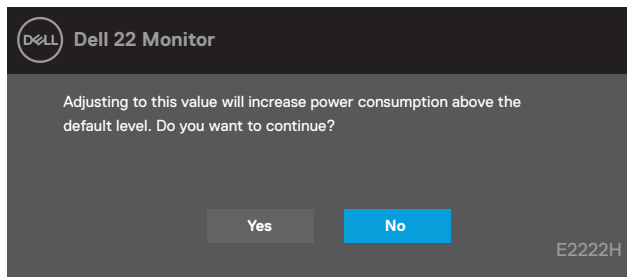 DELL Dell 22 Monitor
Adjusting to this value will increase power consumption above the
default level. Do you want to continue?
Yes No
E2222H